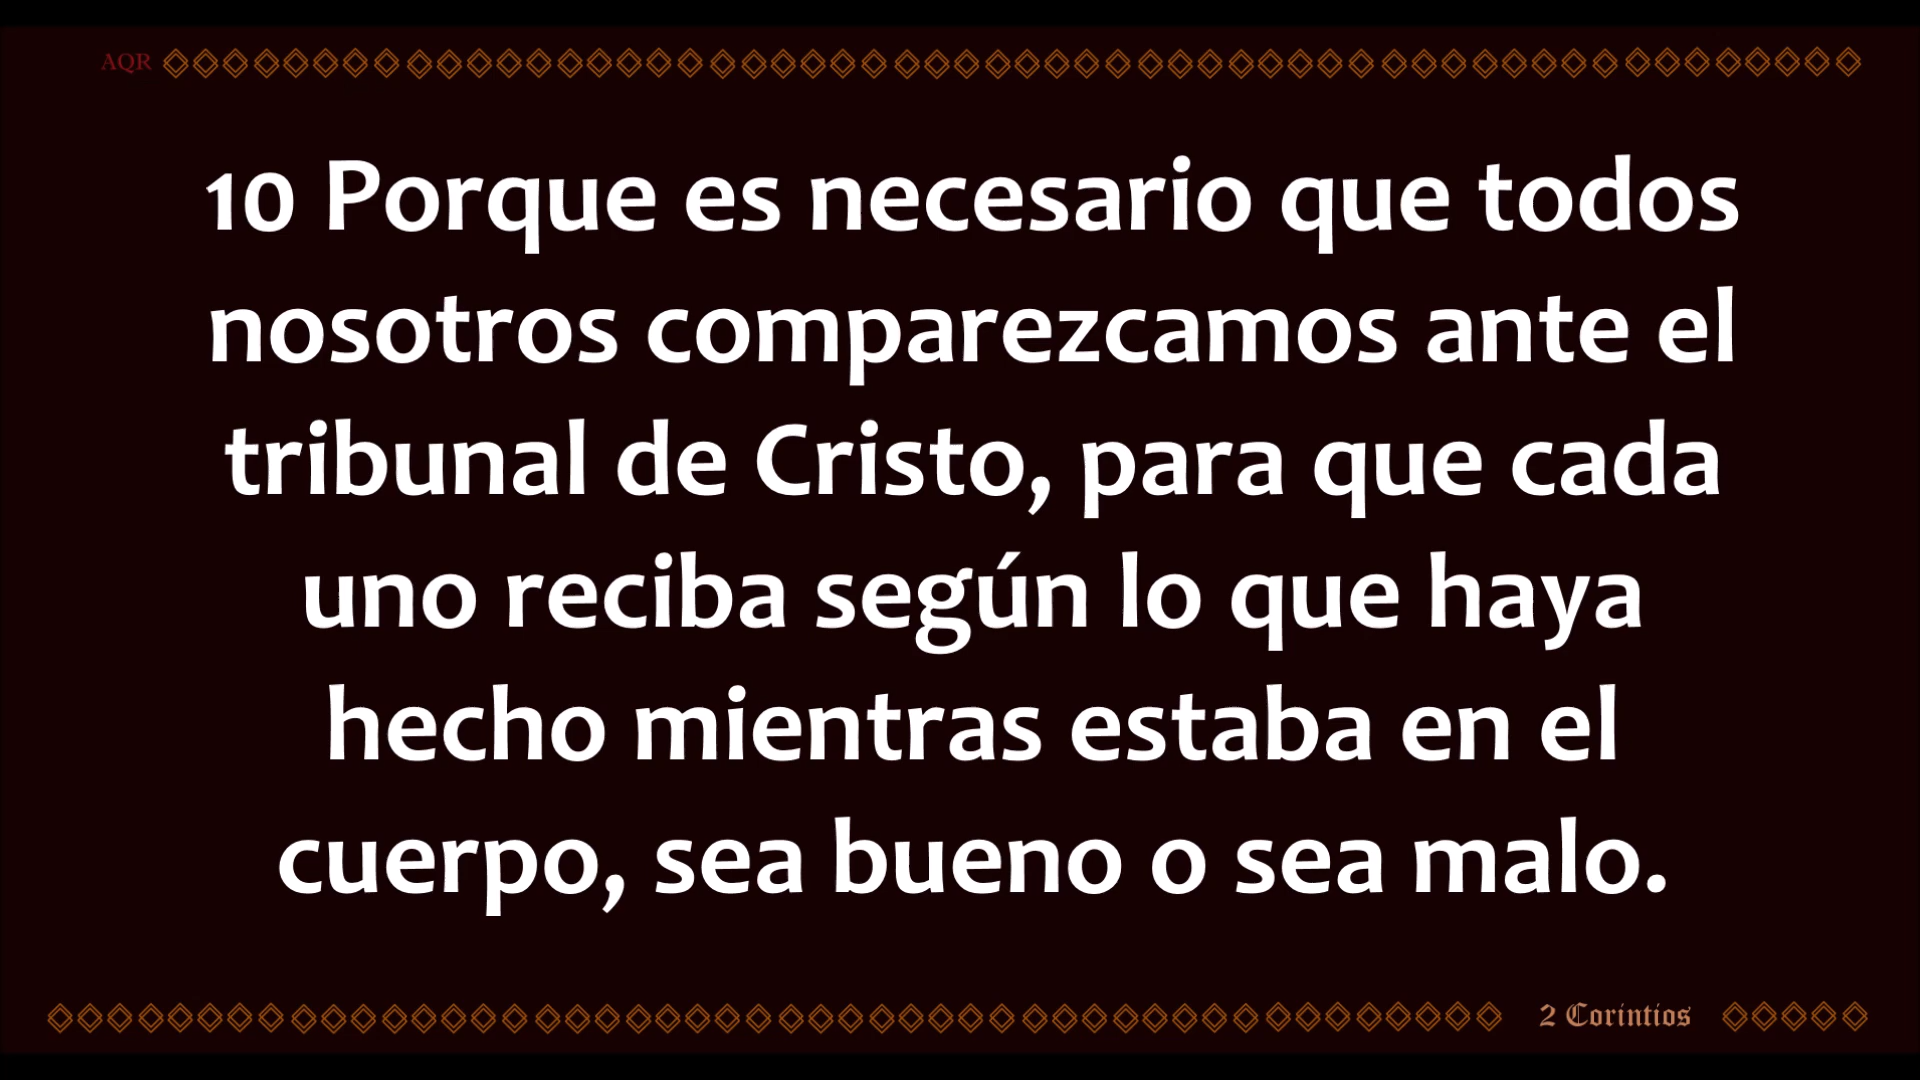 AQR
10 Porque es necesario que todos
nosotros comparezcamos ante el
tribunal de Cristo, para que cada
uno reciba según lo que haya
hecho mientras estaba en el
cuerpo, sea bueno o sea malo.
2 Corintios